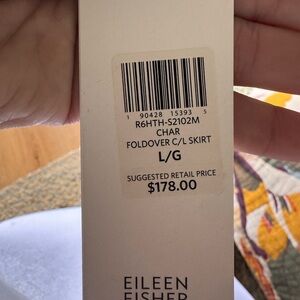 1 90428 15393 5
R6HTH-S2102M
CHAR
FOLDOVER C/L SKIRT
L/G
SUGGESTED RETAIL PRICE
$178.00
EILEEN
FISHER